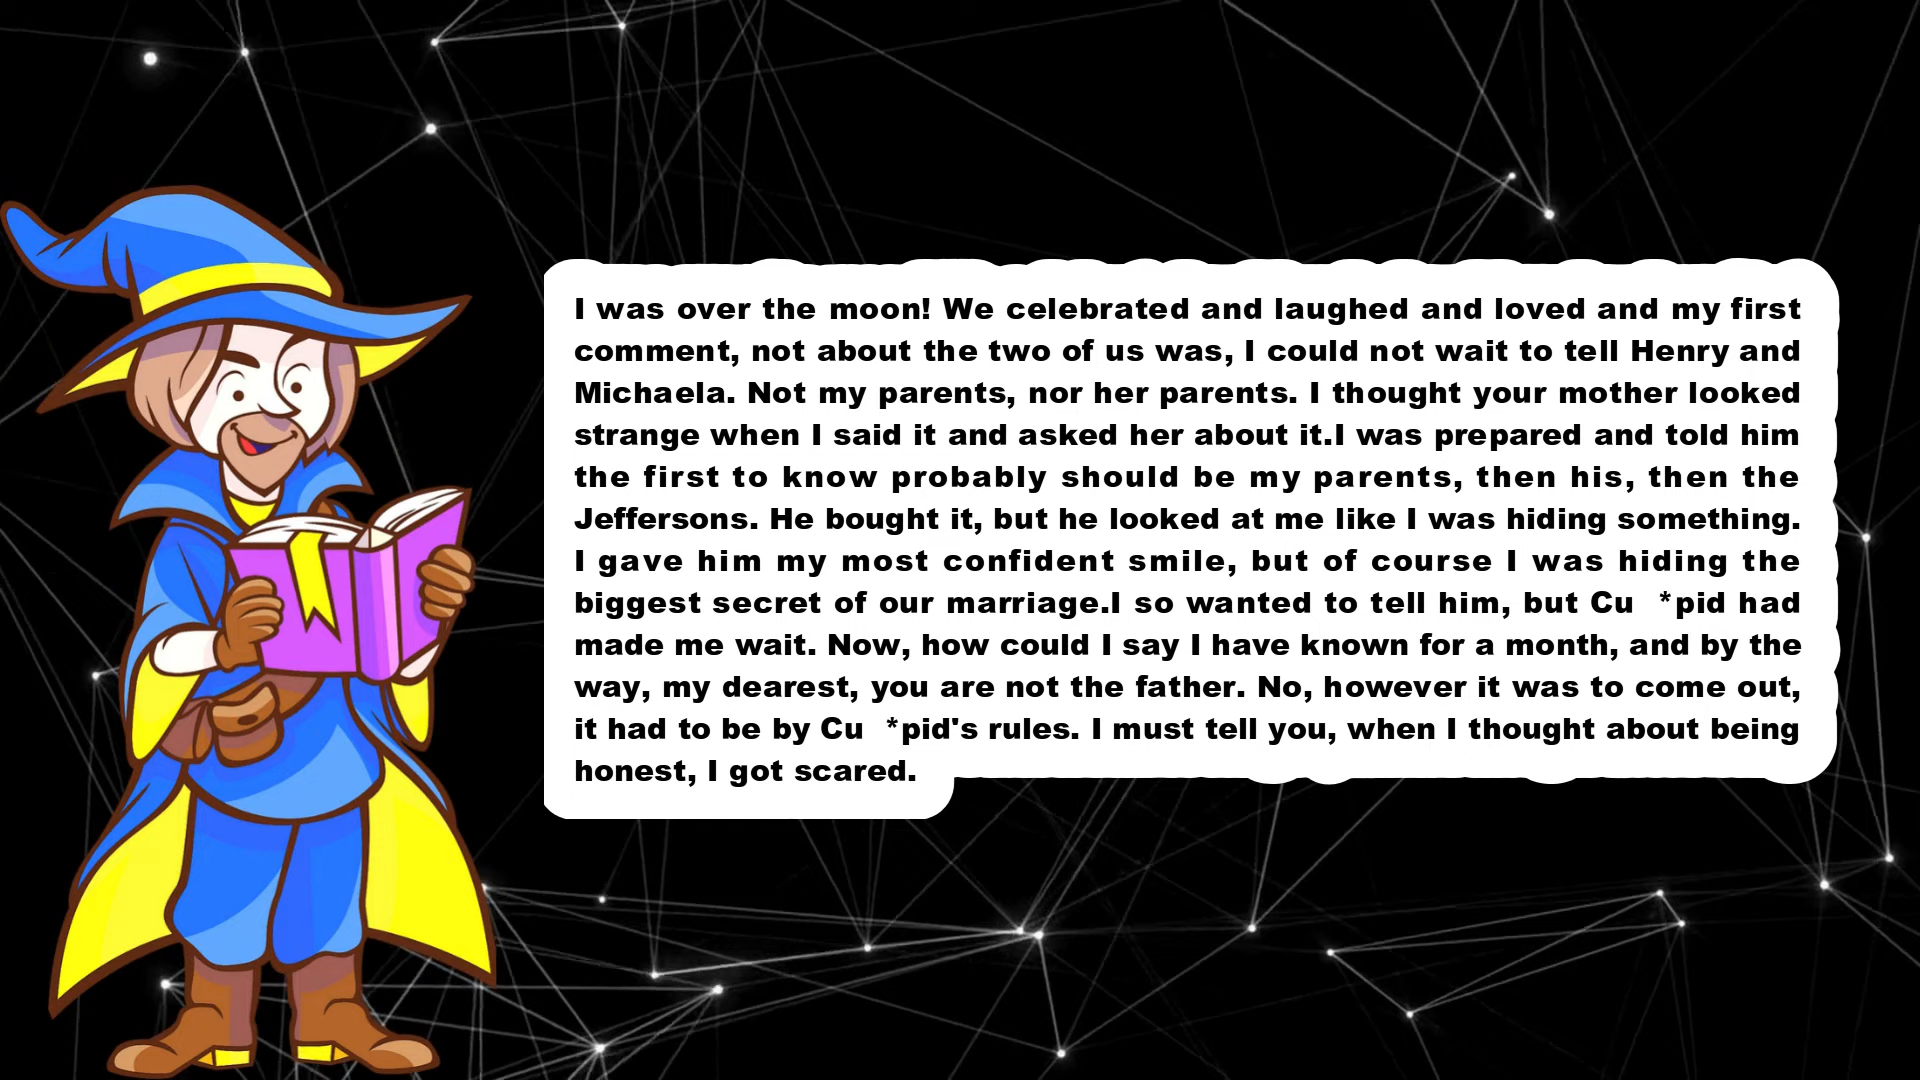 I was over the moon! We celebrated and laughed and loved and my first
comment, not about the two of us was, I could not wait to tell Henry and
Michaela. Not my parents, nor her parents. I thought your mother looked
strange when I said it and asked her about it.I was prepared and told him
the first to know probably should be my parents, then his, then the
Jeffersons. He bought it, but he looked at me like I was hiding something.
I gave him my most confident smile, but of course I was hiding the
biggest secret of our marriage.I so wanted to tell him, but Cu  *pid had
made me wait. Now, how could I say I have known for a month, and by the
way, my dearest, you are not the father. No, however it was to come out,
it had to be by Cu  *pid's rules. I must tell you, when I thought about being
honest, I got scared.